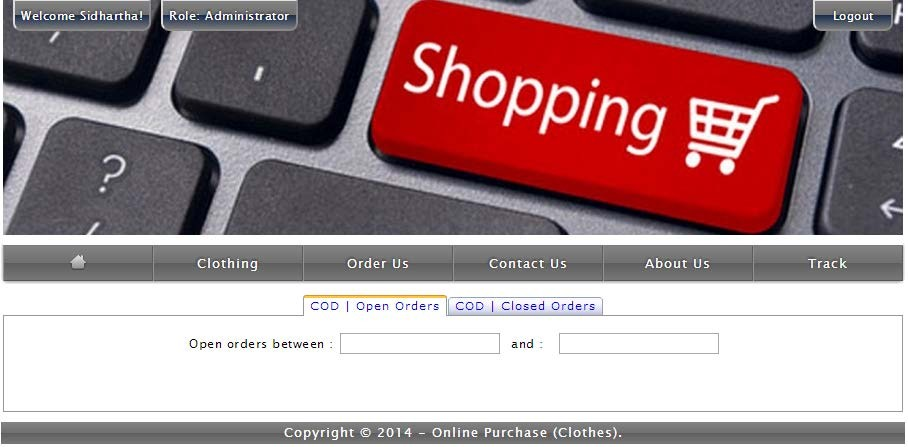 Welcome Sidhartha! Role: Administrator Logout
Shopping
?
Clothing Order Us Contact Us About Us Track
COD | Open Orders COD | Closed Orders
Open orders between : and :
Copyright © 2014 - Online Purchase (Clothes).